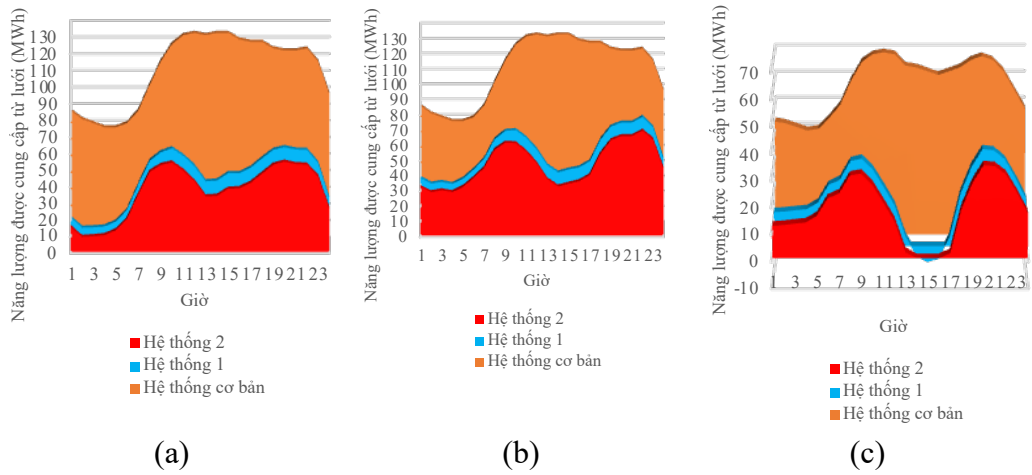 Năng lượng được cung cấp từ lưới (MWh)
130
120
110
100
90
80
70
60
50
40
30
20
10
0
1 3 5 7 9 11 13 15 17 19 21 23
Giờ
Hệ thống 2
Hệ thống 1
Hệ thống cơ bản
(a)
Năng lượng được cung cấp từ lưới (MWh)
130
120
110
100
90
80
70
60
50
40
30
20
10
0
1 3 5 7 9 11 13 15 17 19 21 23
Giờ
Hệ thống 2
Hệ thống 1
Hệ thống cơ bản
(b)
Năng lượng được cung cấp từ lưới (MWh)
70
60
50
40
30
20
10
0
-10
1 3 5 7 9 11 13 15 17 19 21 23
Giờ
Hệ thống 2
Hệ thống 1
Hệ thống cơ bản
(c)